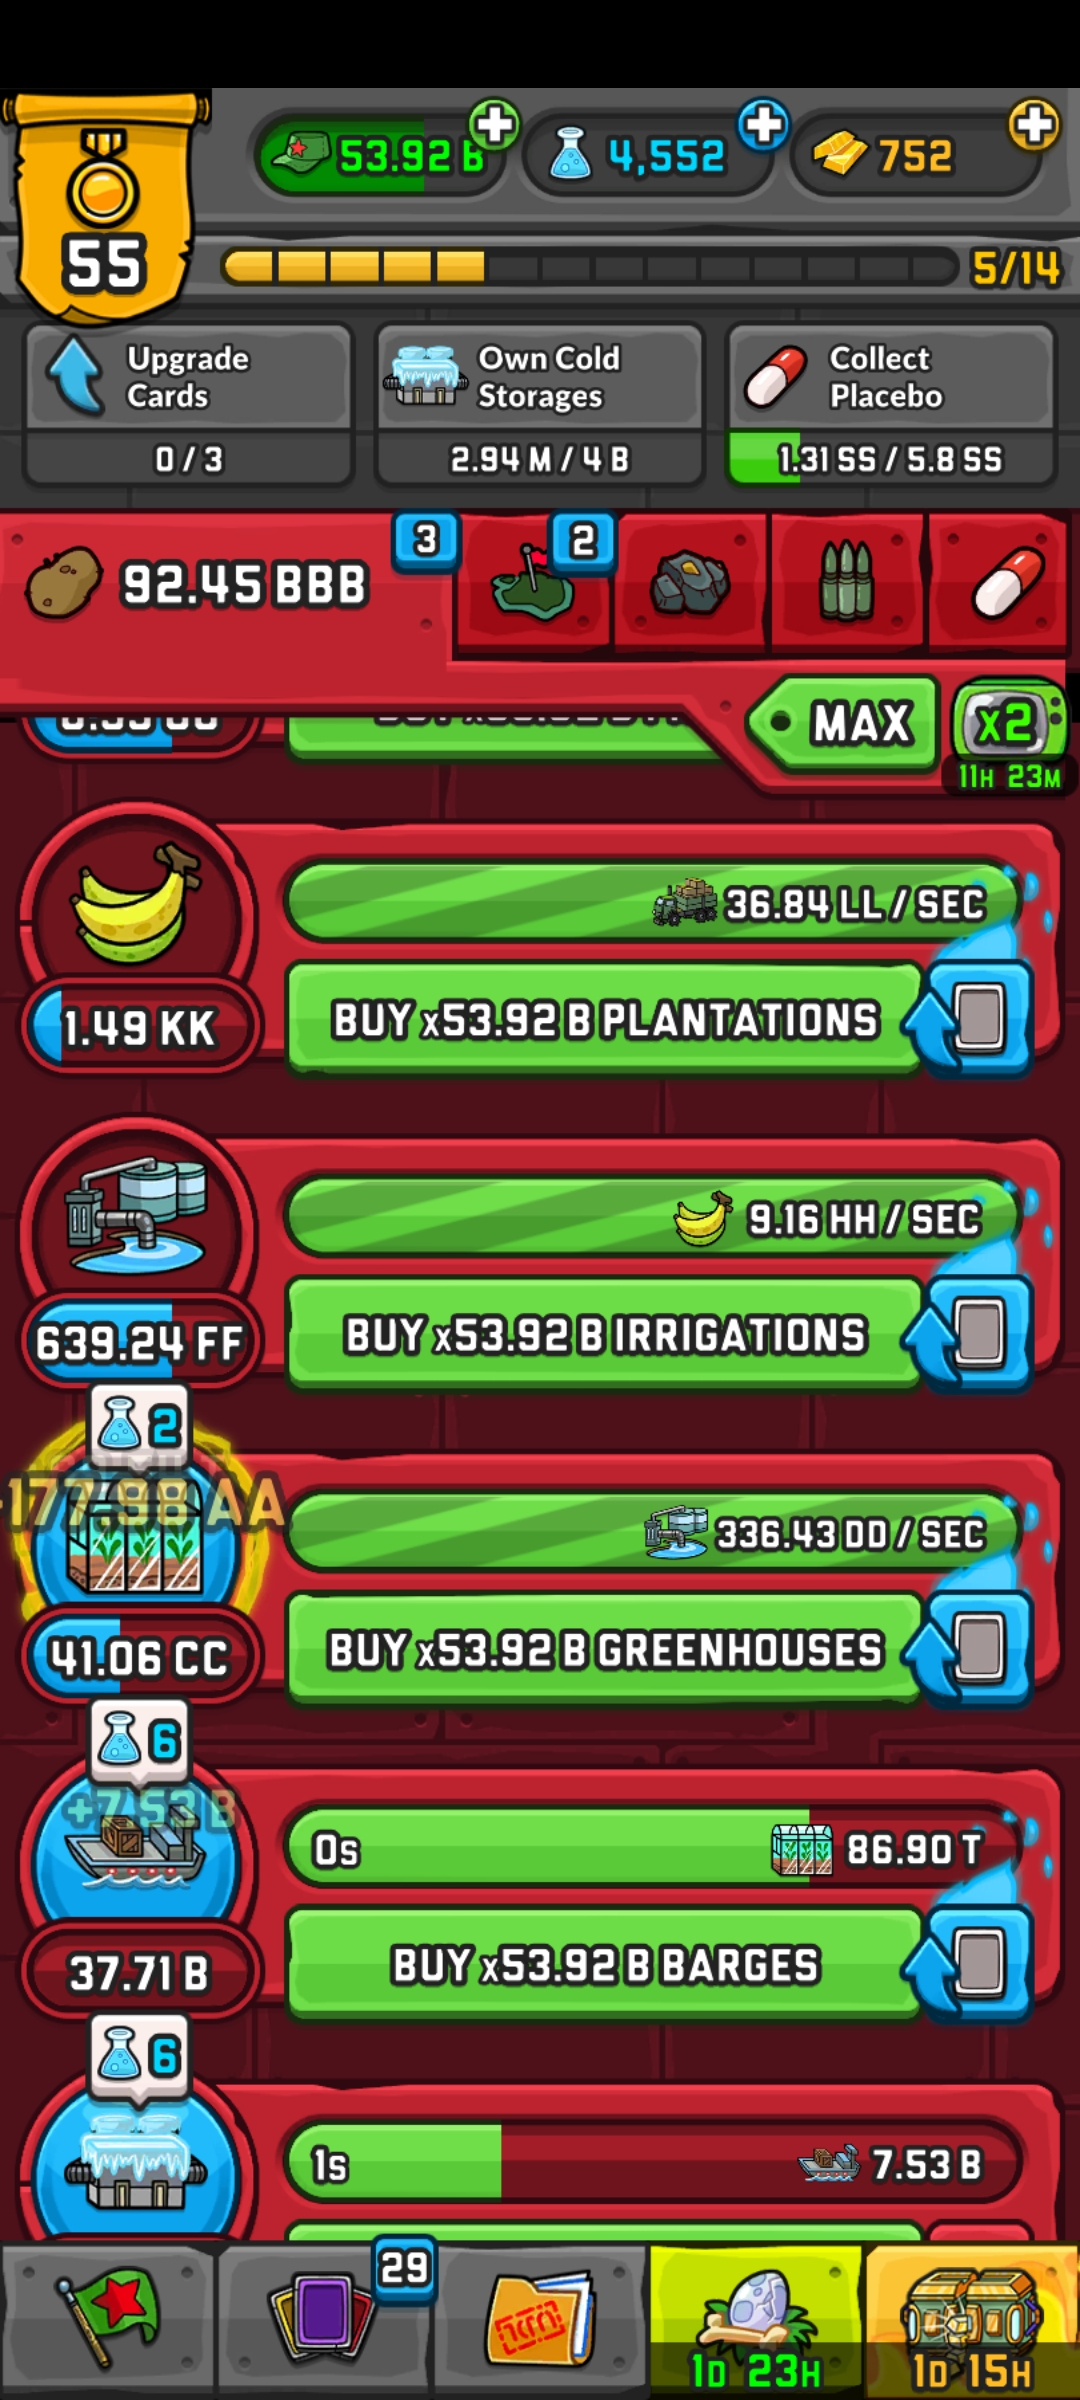 53.92 B
4,552
752
55
5/14
Upgrade
Cards
0 / 3
Own Cold
Storages
2.94 M / 4 B
Collect
Placebo
1.31 SS / 5.8 SS
92.45 BBB
3
2
MAX
x2
11H 23M
36.84 LL / SEC
1.49 KK
BUY x53.92 B PLANTATIONS
9.16 HH / SEC
639.24 FF
BUY x53.92 B IRRIGATIONS
2
177.98 AA
336.43 DD / SEC
41.06 CC
BUY x53.92 B GREENHOUSES
6
+7.53 B
0s
86.90 T
37.71 B
BUY x53.92 B BARGES
6
1s
7.53 B
29
1D 23H
1D 15H